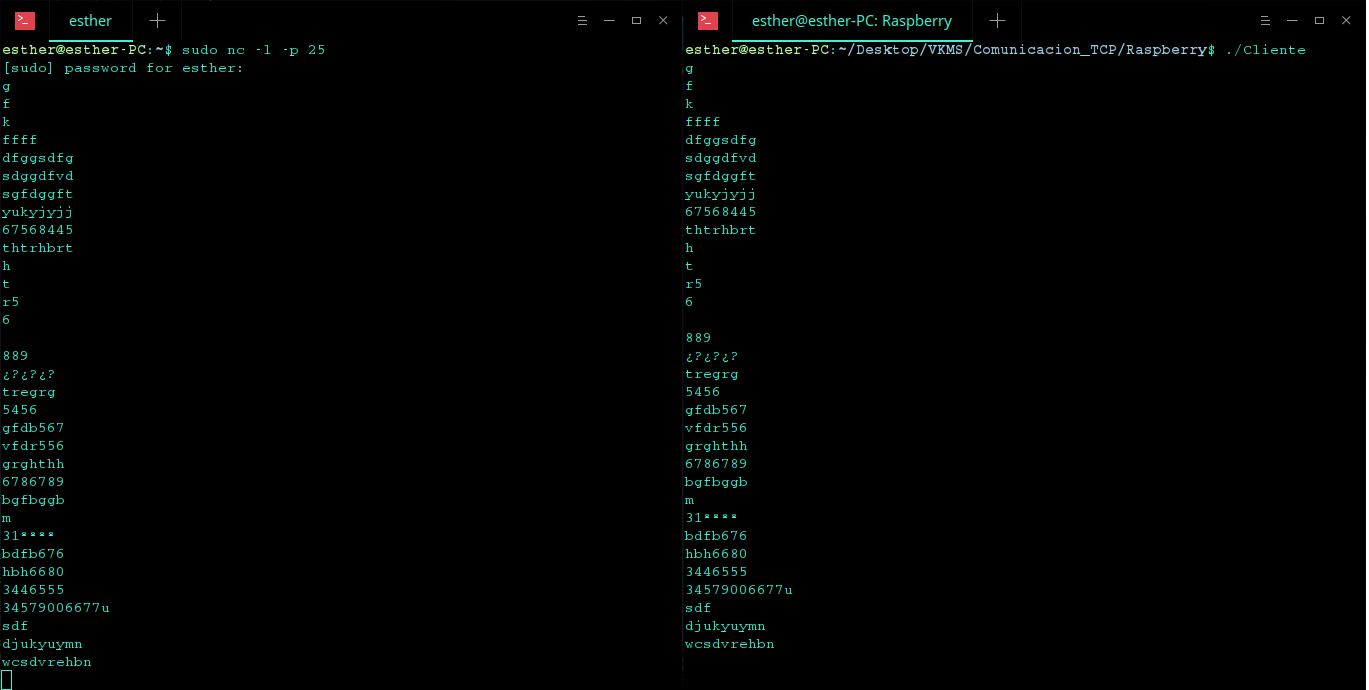 esther
esther@esther-PC:~$ sudo nc -l -p 25
[sudo] password for esther:
g
f
k
ffff
dfggsdfg
sdggdfvd
sgfdggft
yukyjyjj
67568445
thtrhbrt
h
t
r5
6
889
¿?¿?¿?
tregrg
5456
gfdb567
vfdr556
grghthh
6786789
bgfbggb
m
31ªªªª
bdfb676
hbh6680
3446555
34579006677u
sdf
djukyuymn
wcsdvrehbn
esther@esther-PC: Raspberry
esther@esther-PC:~/Desktop/VKMS/Comunicacion_TCP/Raspberry$ ./Cliente
g
f
k
ffff
dfggsdfg
sdggdfvd
sgfdggft
yukyjyjj
67568445
thtrhbrt
h
t
r5
6
889
¿?¿?¿?
tregrg
5456
gfdb567
vfdr556
grghthh
6786789
bgfbggb
m
31ªªªª
bdfb676
hbh6680
3446555
34579006677u
sdf
djukyuymn
wcsdvrehbn